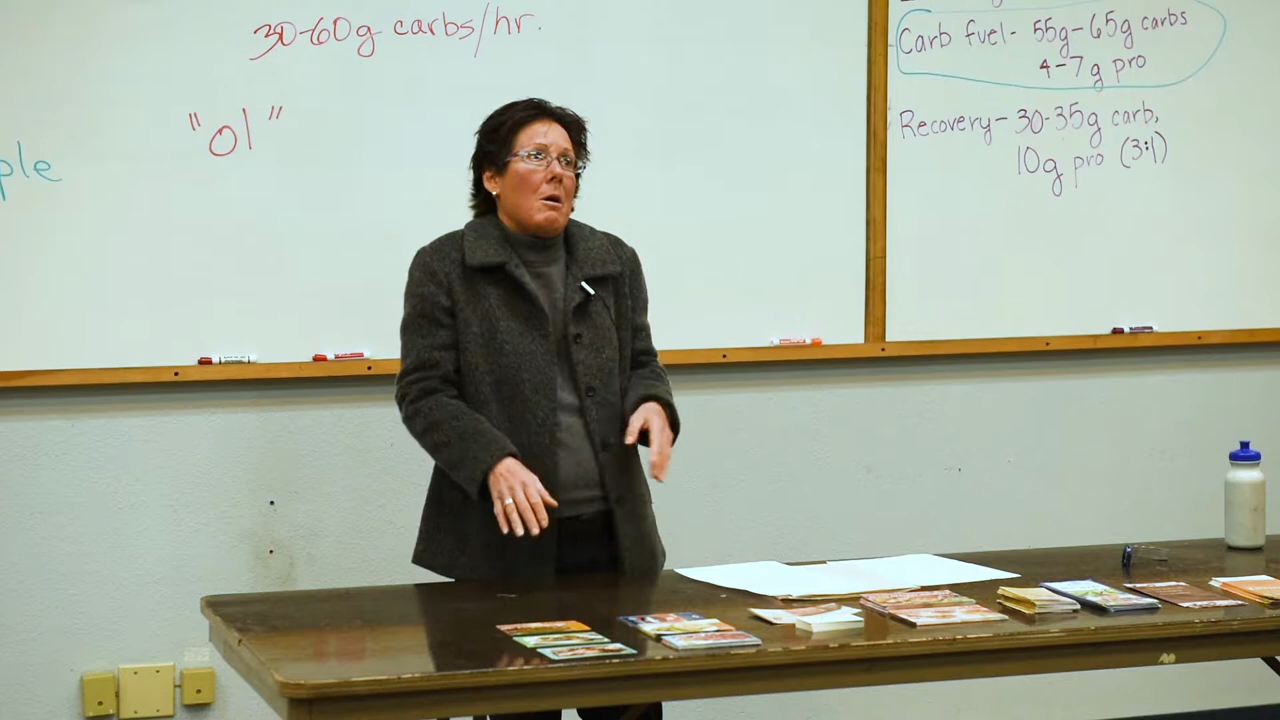 30-60g carbs/hr.
"ol"
ple
Carb fuel- 55g-65g carbs
4-7g pro
Recovery- 30-35g carb,
10g pro (3:1)